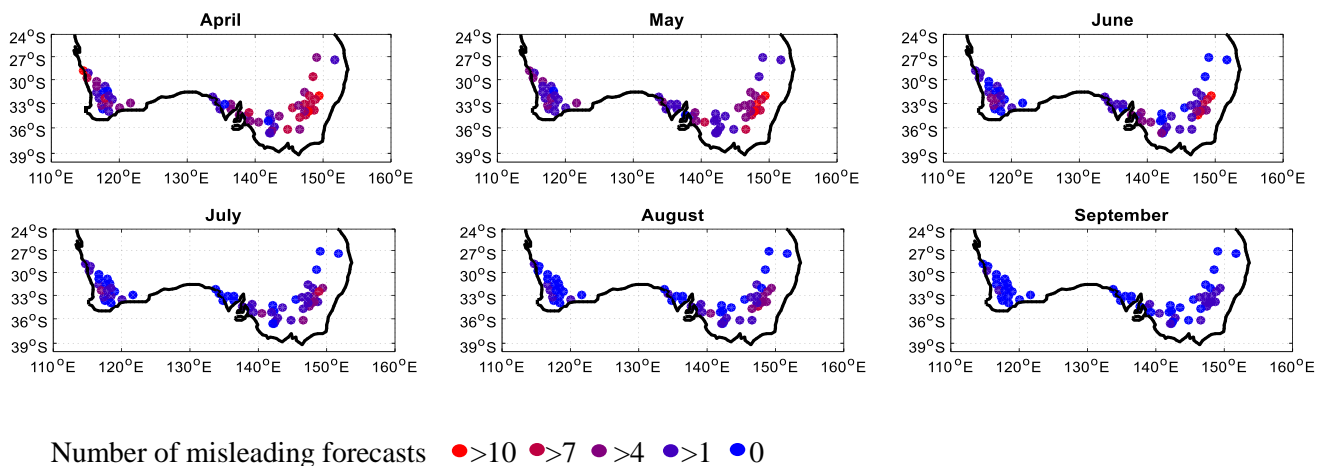 April May June
24°S 24°S 24°S
27°S 27°S 27°S
30°S 30°S 30°S
33°S 33°S 33°S
36°S 36°S 36°S
39°S 39°S 39°S
110°E 120°E 130°E 140°E 150°E 160°E 110°E 120°E 130°E 140°E 150°E 160°E 110°E 120°E 130°E 140°E 150°E 160°E
July August September
24°S 24°S 24°S
27°S 27°S 27°S
30°S 30°S 30°S
33°S 33°S 33°S
36°S 36°S 36°S
39°S 39°S 39°S
110°E 120°E 130°E 140°E 150°E 160°E 110°E 120°E 130°E 140°E 150°E 160°E 110°E 120°E 130°E 140°E 150°E 160°E
Number of misleading forecasts >10 >7 >4 >1 0